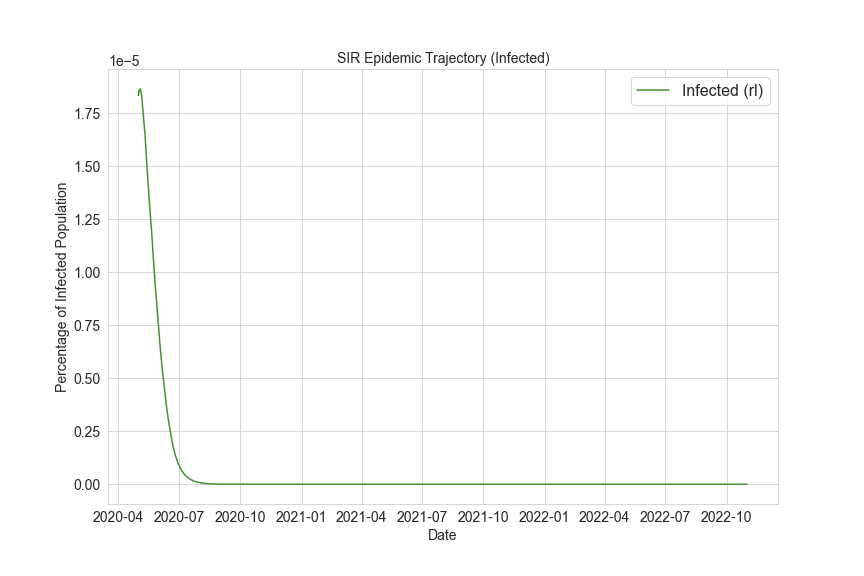 SIR Epidemic Trajectory (Infected)
1e−5
Infected (rI)
1.75
1.50
1.25
1.00
0.75
0.50
0.25
0.00
Percentage of Infected Population
2020-04 2020-07 2020-10 2021-01 2021-04 2021-07 2021-10 2022-01 2022-04 2022-07 2022-10
Date